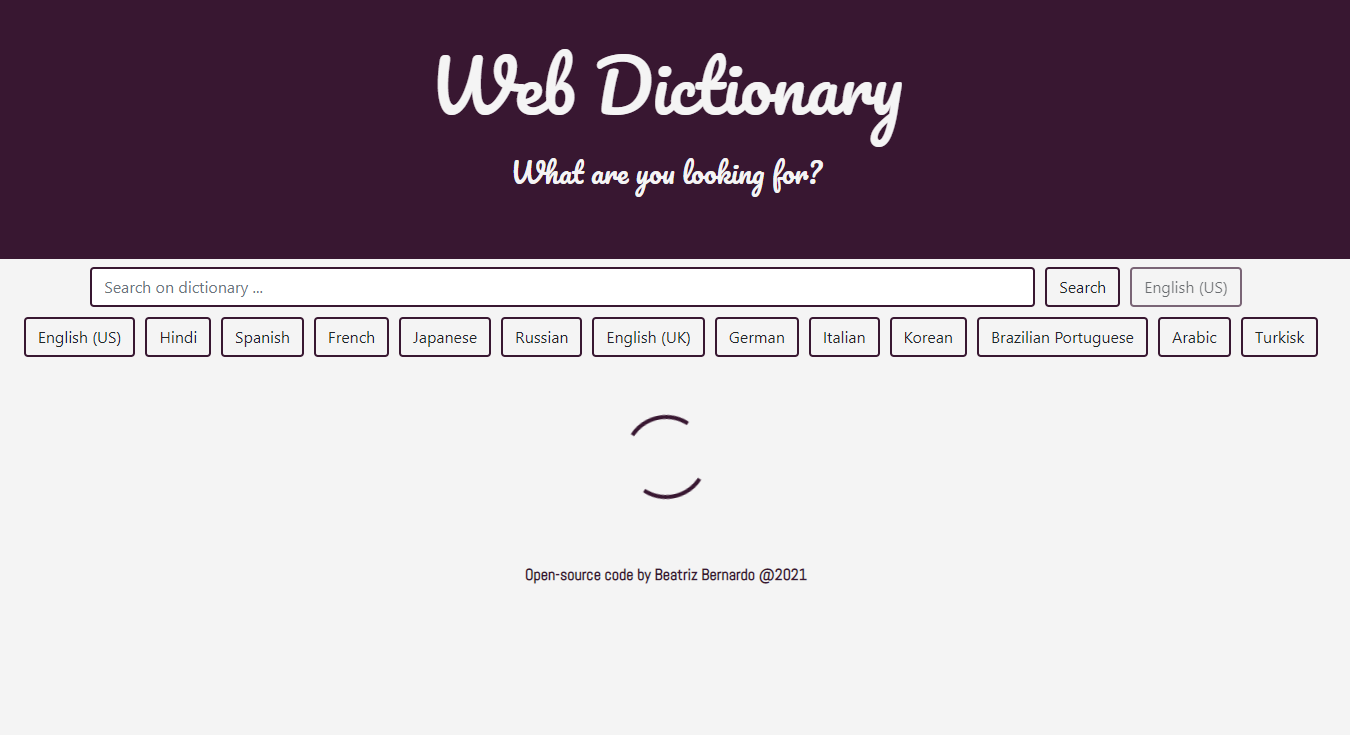 Web Dictionary
What are you looking for?
Search on dictionary ... Search English (US)
English (US) Hindi Spanish French Japanese Russian English (UK) German Italian Korean Brazilian Portuguese Arabic Turkisk
Open-source code by Beatriz Bernardo @2021